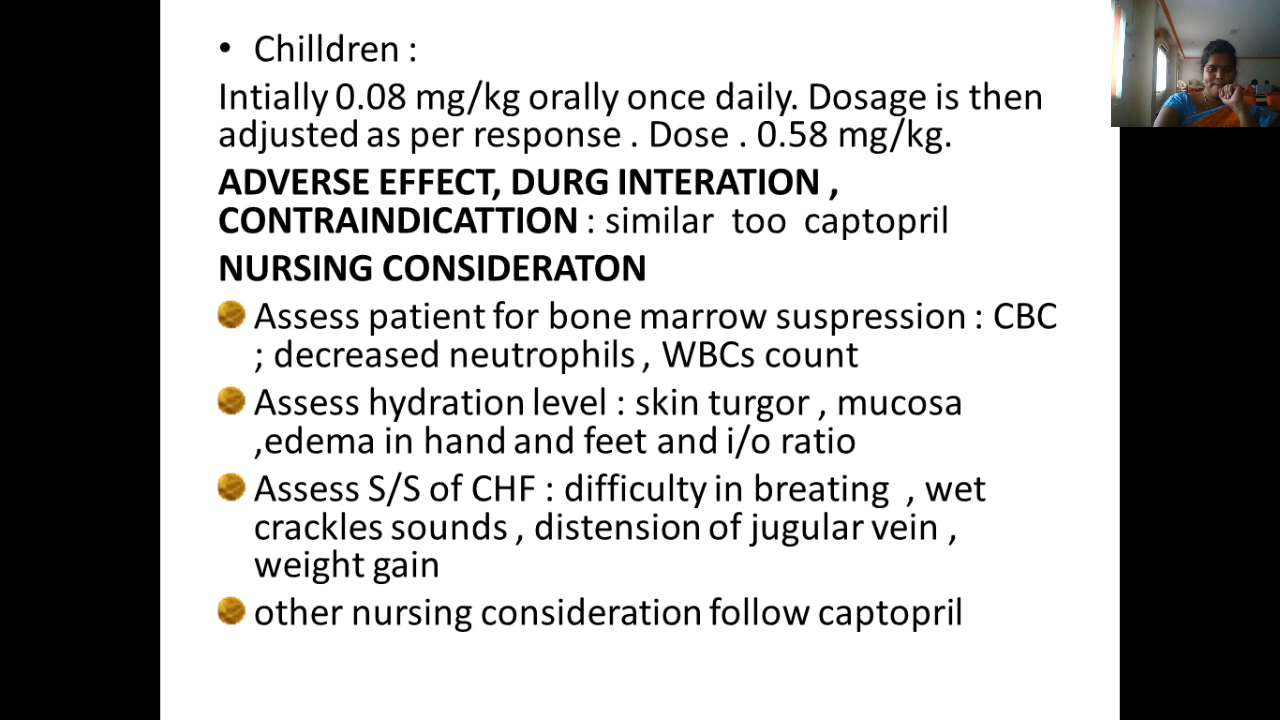 • Chilldren :
Intially 0.08 mg/kg orally once daily. Dosage is then
adjusted as per response . Dose . 0.58 mg/kg.
ADVERSE EFFECT, DURG INTERATION ,
CONTRAINDICATTION : similar too captopril
NURSING CONSIDERATON
Assess patient for bone marrow suspression : CBC
; decreased neutrophils , WBCs count
Assess hydration level : skin turgor , mucosa
,edema in hand and feet and i/o ratio
Assess S/S of CHF : difficulty in breating , wet
crackles sounds , distension of jugular vein ,
weight gain
other nursing consideration follow captopril